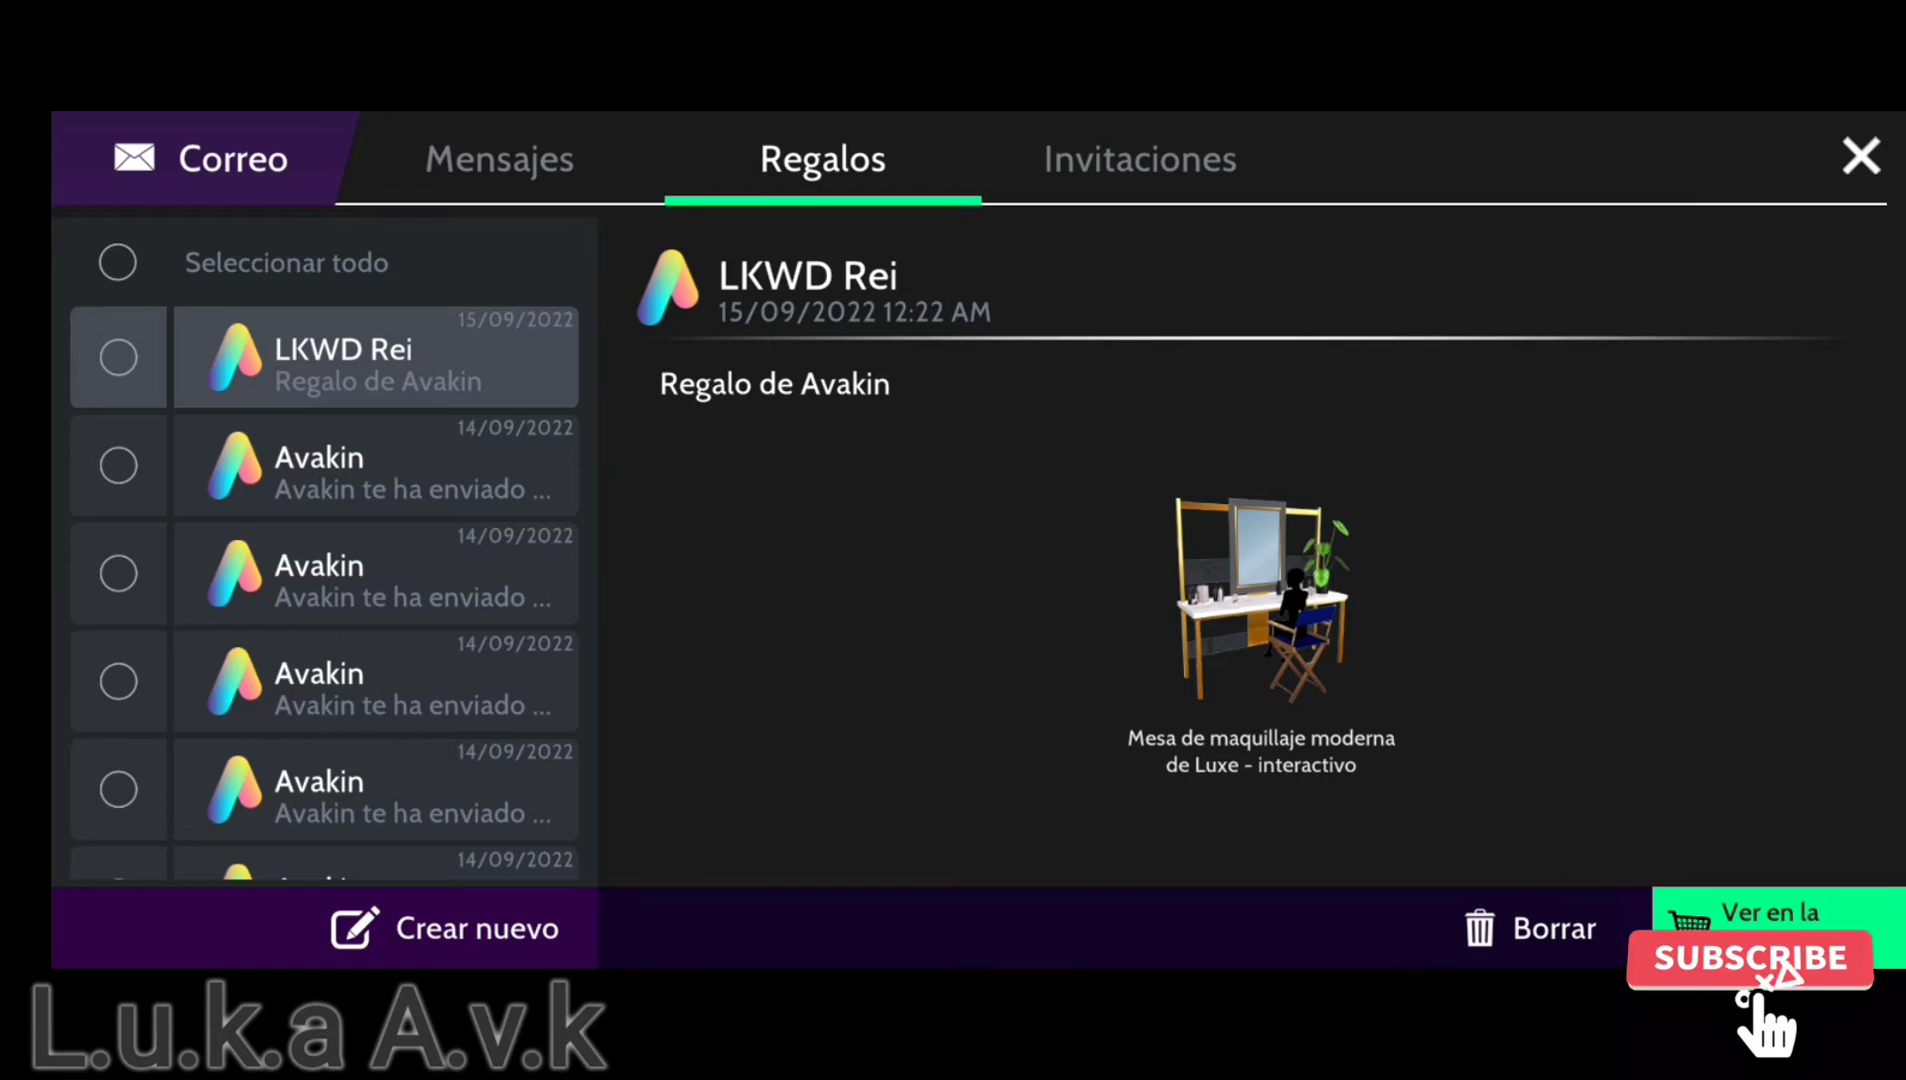 Correo
Mensajes
Regalos
Invitaciones
Seleccionar todo
15/09/2022
LKWD Rei
Regalo de Avakin
14/09/2022
Avakin
Avakin te ha enviado ...
14/09/2022
Avakin
Avakin te ha enviado ...
14/09/2022
Avakin
Avakin te ha enviado ...
14/09/2022
Avakin
Avakin te ha enviado ...
14/09/2022
Crear nuevo
LKWD Rei
15/09/2022 12:22 AM
Regalo de Avakin
Mesa de maquillaje moderna
de Luxe - interactivo
Borrar
Ver en la
SUBSCRIBE
L.u.k.a A.v.k